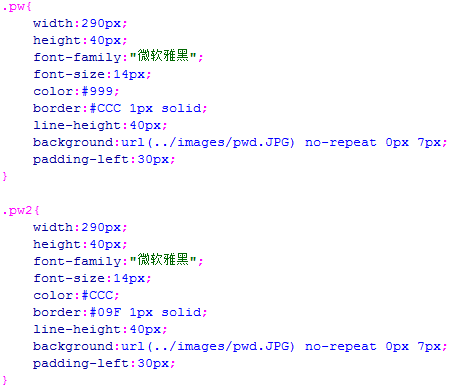 .pw{
    width:290px;
    height:40px;
    font-family:"微软雅黑";
    font-size:14px;
    color:#999;
    border:#CCC 1px solid;
    line-height:40px;
    background:url(../images/pwd.JPG) no-repeat 0px 7px;
    padding-left:30px;
}

.pw2{
    width:290px;
    height:40px;
    font-family:"微软雅黑";
    font-size:14px;
    color:#CCC;
    border:#09F 1px solid;
    line-height:40px;
    background:url(../images/pwd.JPG) no-repeat 0px 7px;
    padding-left:30px;
}